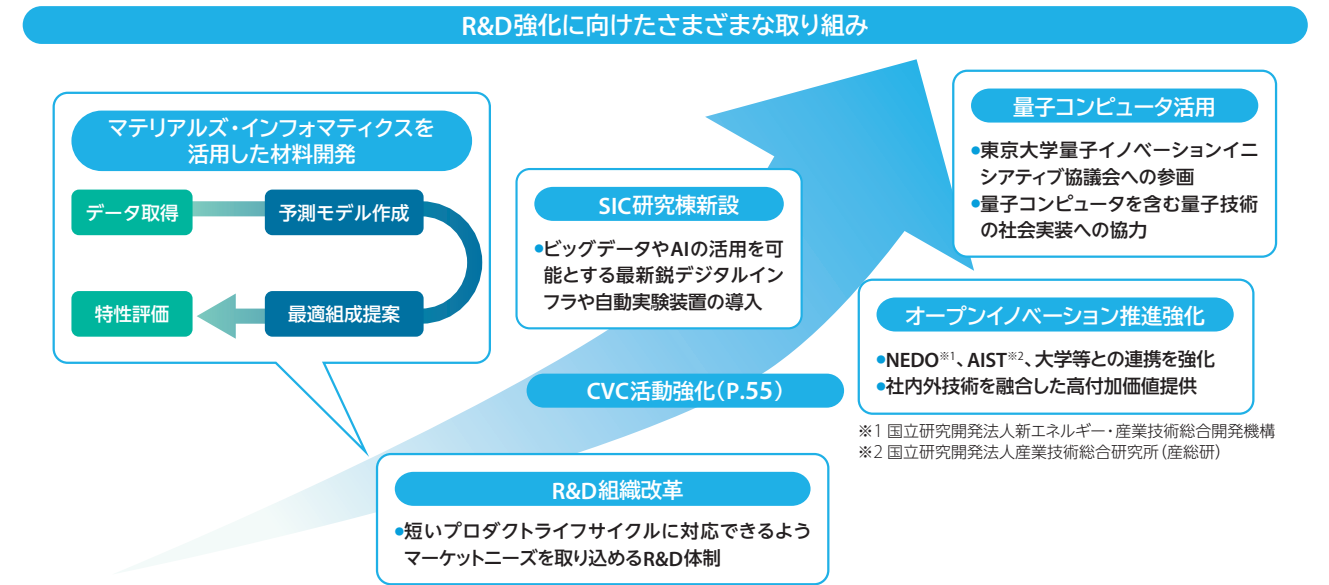 R&D強化に向けたさまざまな取り組み
マテリアルズ・インフォマティクスを
活用した材料開発
データ取得
予測モデル作成
特性評価
最適組成提案
SIC研究棟新設
●ビッグデータやAIの活用を可
能とする最新鋭デジタルイン
フラや自動実験装置の導入
量子コンピュータ活用
●東京大学量子イノベーションイニ
シアティブ協議会への参画
●量子コンピュータを含む量子技術
の社会実装への協力
オープンイノベーション推進強化
●NEDO※1、AIST※2、大学等との連携を強化
●社内外技術を融合した高付加価値提供
※1 国立研究開発法人新エネルギー・産業技術総合開発機構
※2 国立研究開発法人産業技術総合研究所（産総研）
CVC活動強化（P.55）
R&D組織改革
●短いプロダクトライフサイクルに対応できるよう
マーケットニーズを取り込めるR&D体制